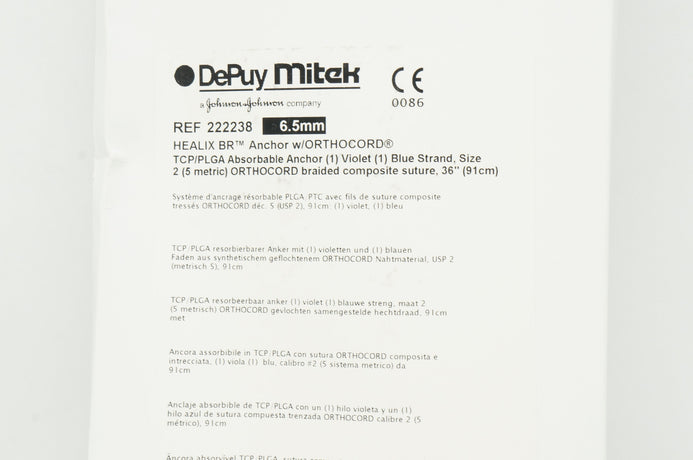 DePuy Mitek
a Johnson & Johnson company
CE
0086
REF 222238 6.5mm
HEALIX BR™ Anchor w/ORTHOCORD®
TCP/PLGA Absorbable Anchor (1) Violet (1) Blue Strand, Size
2 (5 metric) ORTHOCORD braided composite suture, 36" (91cm)
Système d'ancrage résorbable PLGA/PTC avec fils de suture composite
tressés ORTHOCORD déc. 5 (USP 2), 91cm: (1) violet, (1) bleu
TCP/PLGA resorbierbarer Anker mit (1) violetten und (1) blauen
Faden aus synthetischem geflochtenem ORTHOCORD Nahtmaterial, USP 2
(metrisch 5), 91cm
TCP/PLGA resorbeerbaar anker (1) violet (1) blauwe streng, maat 2
(5 metrisch) ORTHOCORD gevlochten samengestelde hechtdraad, 91cm
met
Ancora assorbibile in TCP/PLGA con sutura ORTHOCORD composita e
intrecciata, (1) viola (1) blu, calibro #2 (5 sistema metrico) da
91cm
Anclaje absorbible de TCP/PLGA con un (1) hilo violeta y un (1)
hilo azul de sutura compuesta trenzada ORTHOCORD calibre 2 (5
métrico), 91cm
Âncora absorvível TCP/PLGA, sutura